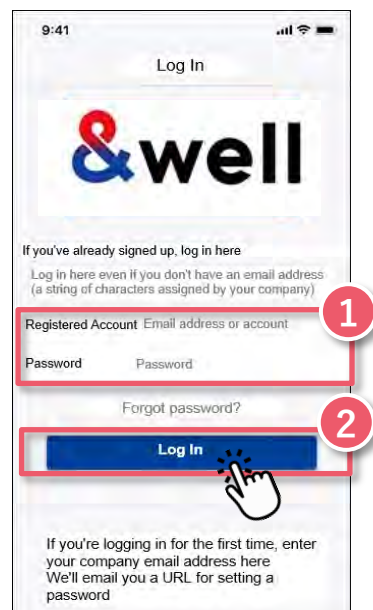 9:41
Log In
&well
If you've already signed up, log in here
Log in here even if you don't have an email address
(a string of characters assigned by your company)
1
Registered Account Email address or account
Password Password
Forgot password?
2
Log In
If you're logging in for the first time, enter
your company email address here
We'll email you a URL for setting a
password